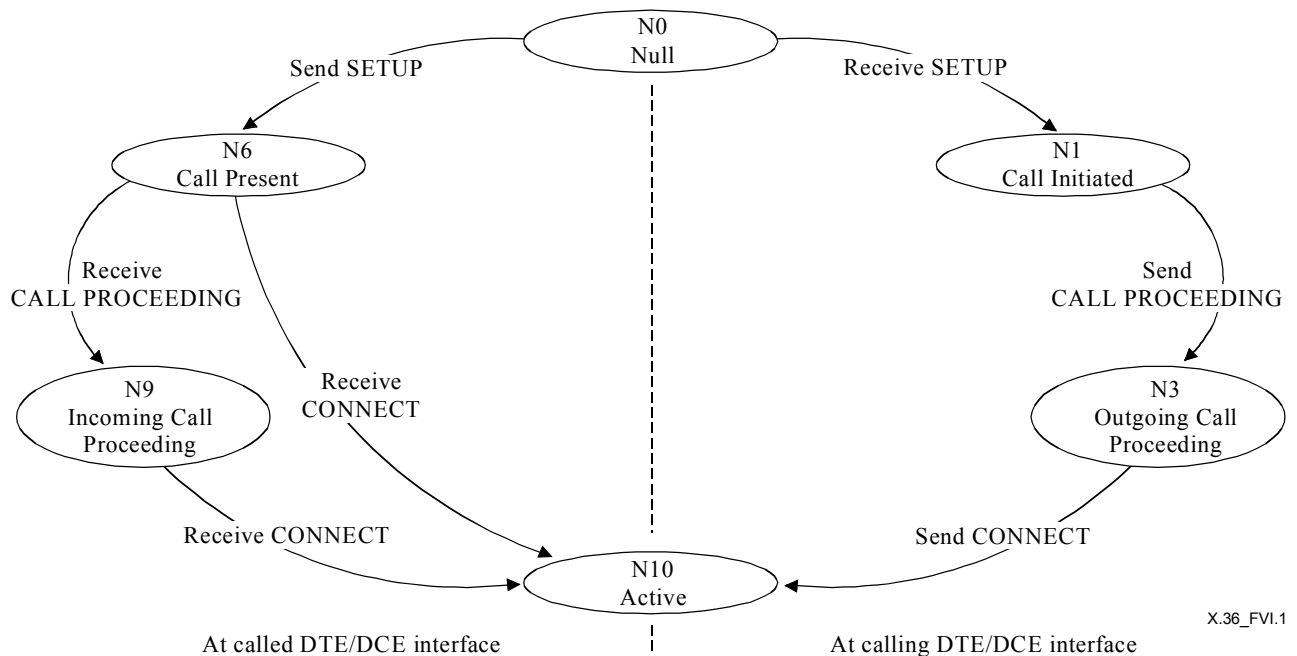 N0
Null
Send SETUP
Receive SETUP
N6
Call Present
N1
Call Initiated
Receive
CALL PROCEEDING
Send
CALL PROCEEDING
N9
Incoming Call
Proceeding
Receive
CONNECT
N3
Outgoing Call
Proceeding
Receive CONNECT
Send CONNECT
N10
Active
X.36_FVI.1
At called DTE/DCE interface
At calling DTE/DCE interface